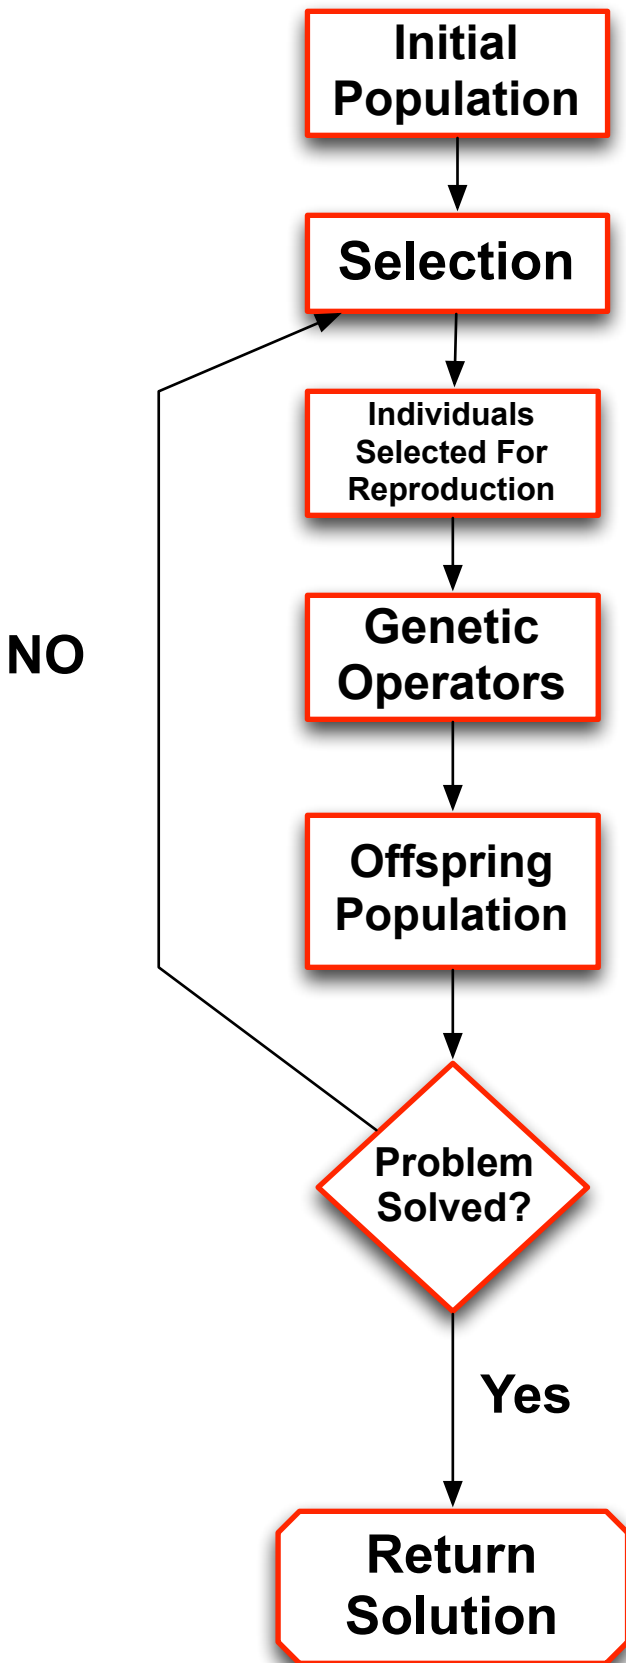 Initial
Population
Selection
Individuals
Selected For
Reproduction
Genetic
Operators
NO
Offspring
Population
Problem
Solved?
Yes
Return
Solution